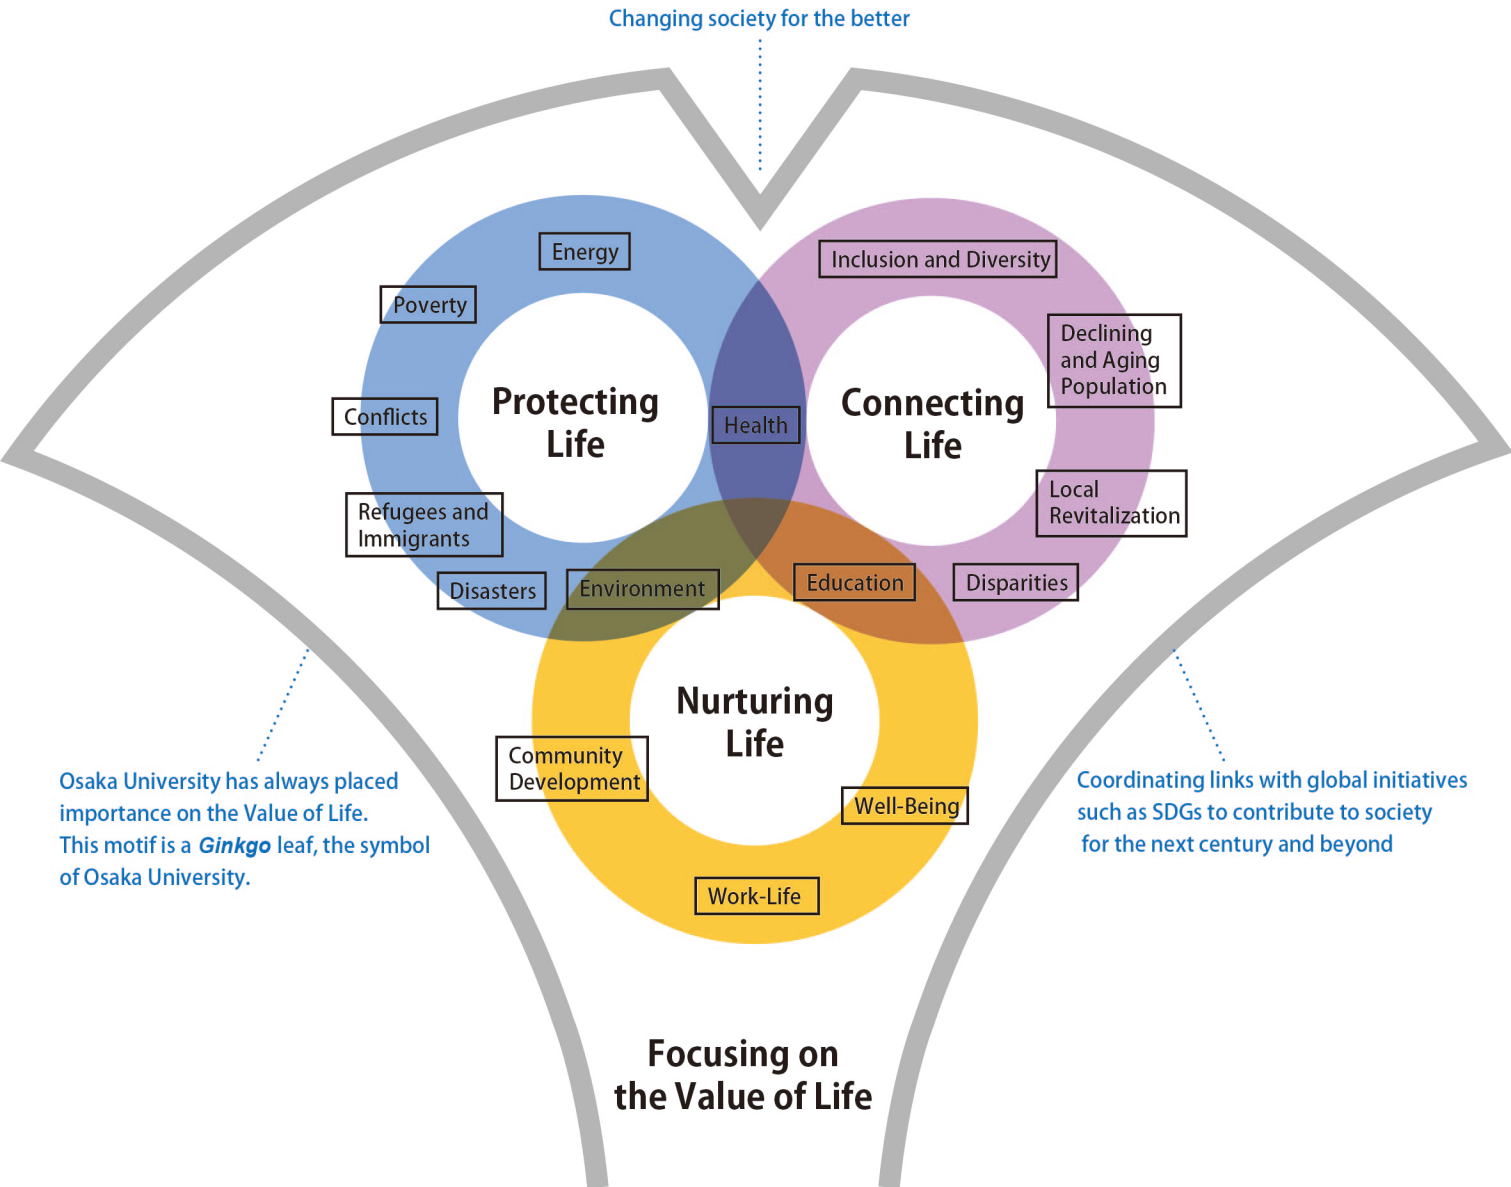 Changing society for the better
Energy
Inclusion and Diversity
Poverty
Declining
and Aging
Population
Protecting
Life
Connecting
Life
Conflicts
Health
Local
Revitalization
Refugees and
Immigrants
Disasters
Environment
Education
Disparities
Nurturing
Life
Community
Development
Well-Being
Work-Life
Osaka University has always placed
importance on the Value of Life.
This motif is a Ginkgo leaf, the symbol
of Osaka University.
Coordinating links with global initiatives
such as SDGs to contribute to society
for the next century and beyond
Focusing on
the Value of Life